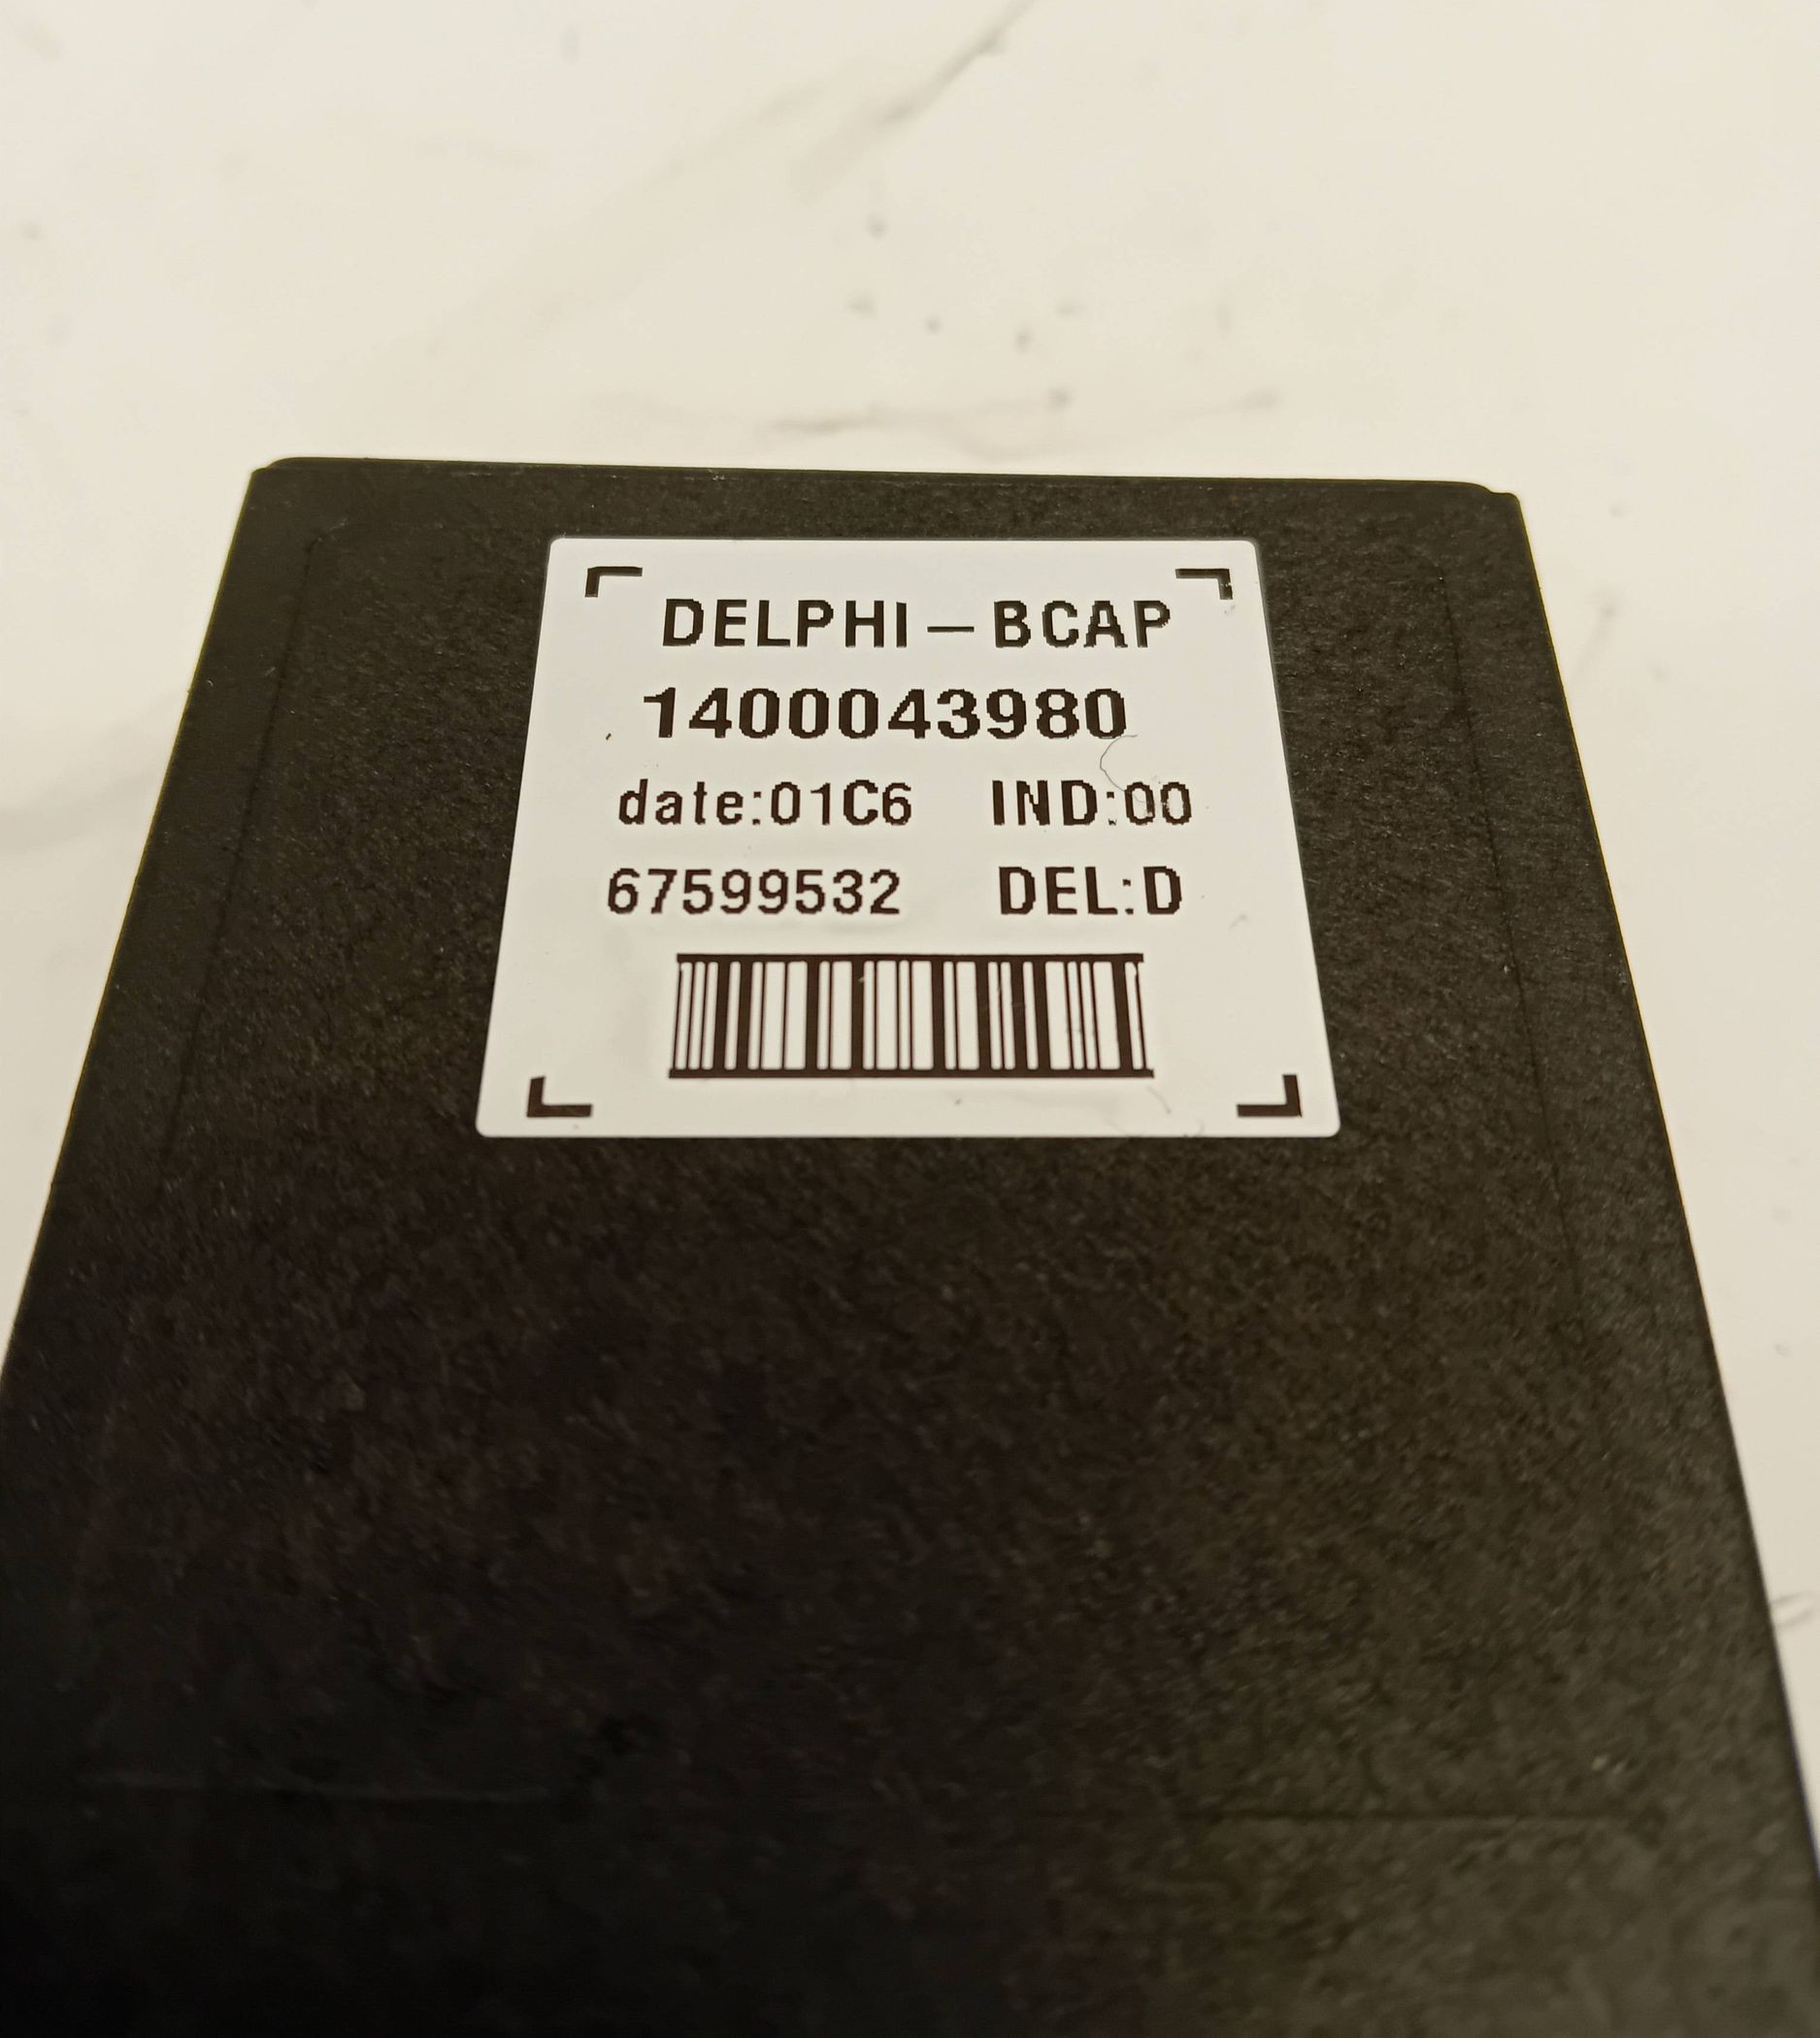 DELPHI - BCAP
1400043980
date:01C6 IND:00
67599532 DEL:D